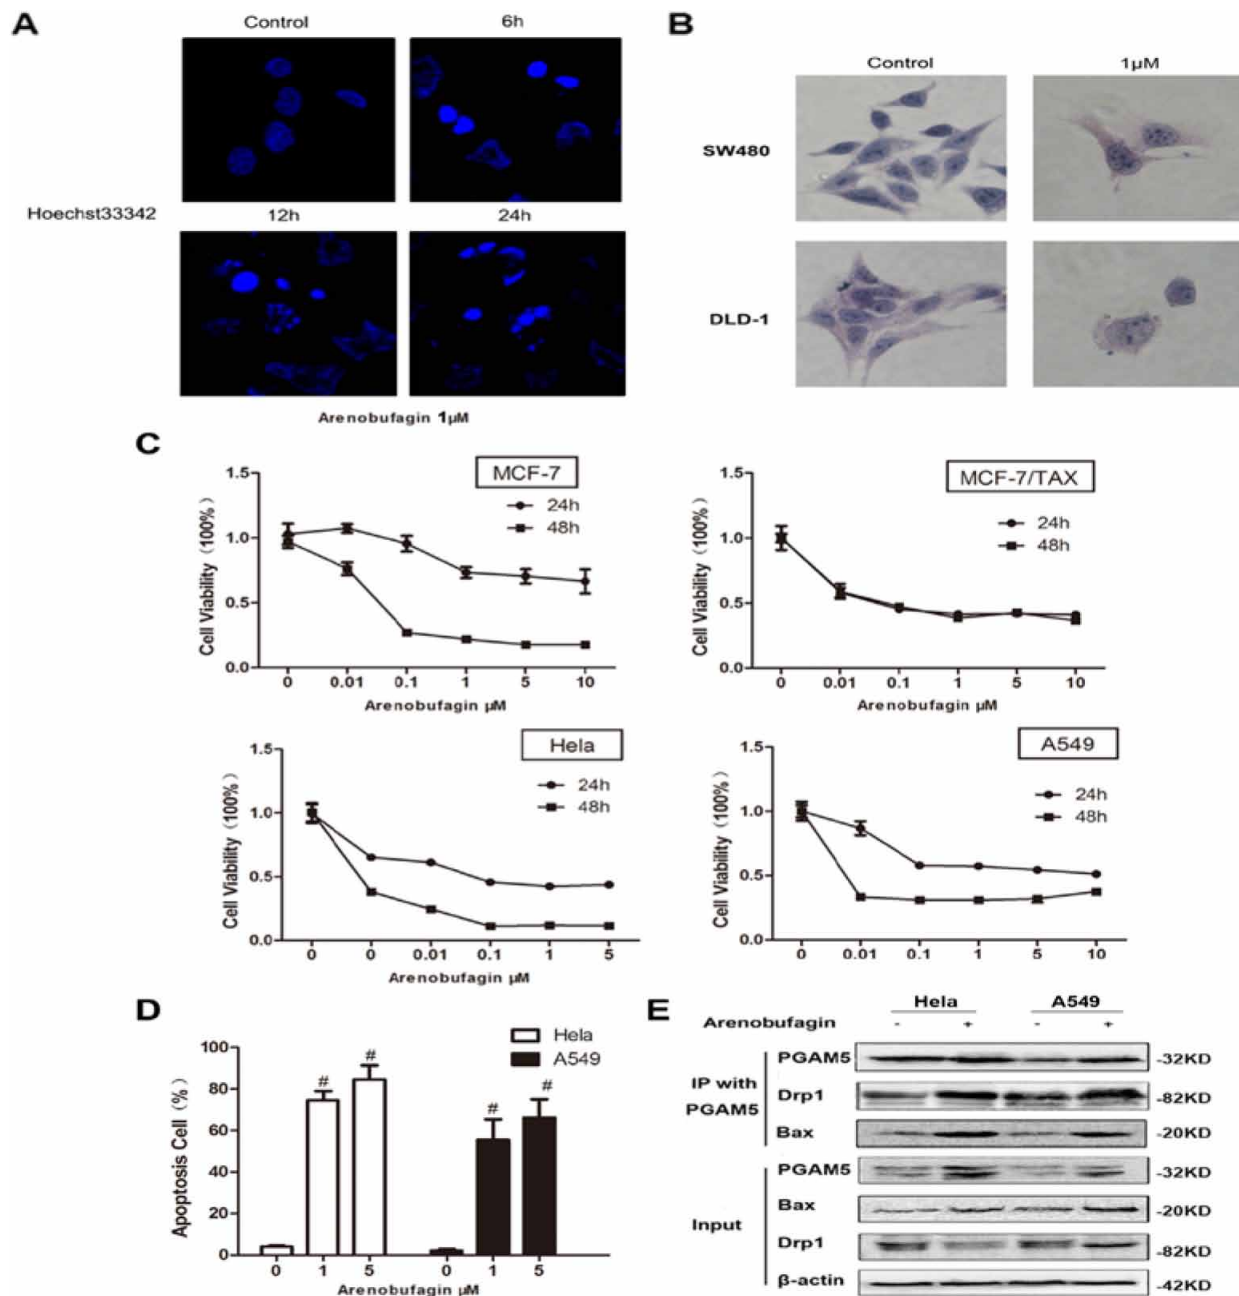 A
Control 6h
Hoechst33342
12h 24h
Arenobufagin 1µM
B
Control 1µM
SW480
DLD-1
C
MCF-7
24h
48h
Cell Viability (100%)
1.5
1.0
0.5
0.0
0 0.01 0.1 1 5 10
Arenobufagin µM
MCF-7/TAX
24h
48h
Cell Viability (100%)
1.5
1.0
0.5
0.0
0 0.01 0.1 1 5 10
Arenobufagin µM
Hela
24h
48h
Cell Viability (100%)
1.5
1.0
0.5
0.0
0 0 0.01 0.1 1 5
Arenobufagin µM
A549
24h
48h
Cell Viability (100%)
1.5
1.0
0.5
0.0
0 0.01 0.1 1 5 10
Arenobufagin µM
D
Hela
A549
Apoptosis Cell (%)
100
80
60
40
20
0
# # # #
0 1 5 0 1 5
Arenobufagin µM
E
Hela A549
Arenobufagin - + - +
IP with PGAM5
PGAM5 -32KD
Drp1 -82KD
Bax -20KD
Input
PGAM5 -32KD
Bax -20KD
Drp1 -82KD
β-actin -42KD